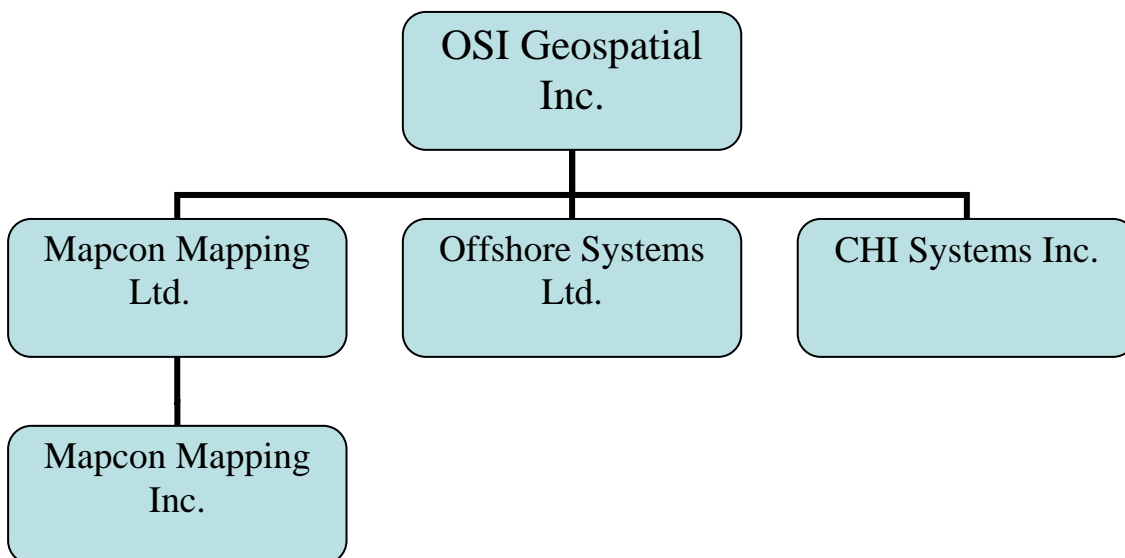 OSI Geospatial
Inc.
Mapcon Mapping
Ltd.
Offshore Systems
Ltd.
CHI Systems Inc.
Mapcon Mapping
Inc.